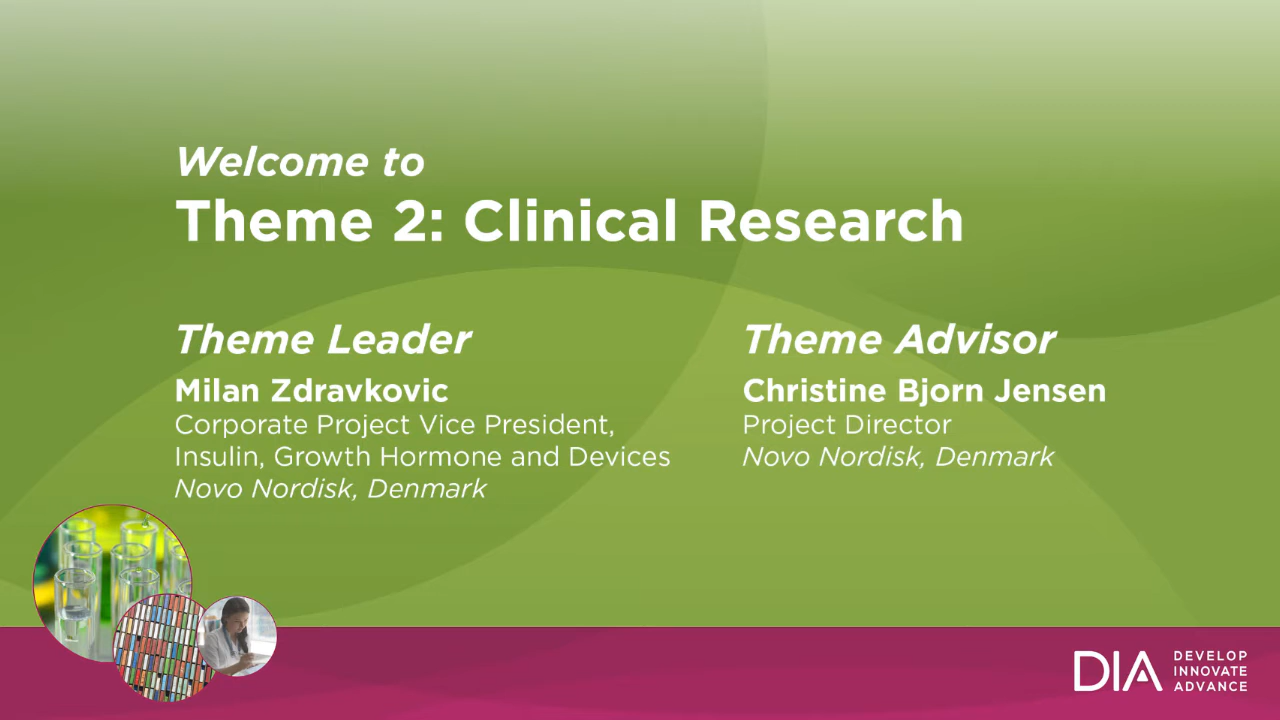 Welcome to
Theme 2: Clinical Research
Theme Leader
Milan Zdravkovic
Corporate Project Vice President,
Insulin, Growth Hormone and Devices
Novo Nordisk, Denmark
Theme Advisor
Christine Bjorn Jensen
Project Director
Novo Nordisk, Denmark
DIA
DEVELOP
INNOVATE
ADVANCE